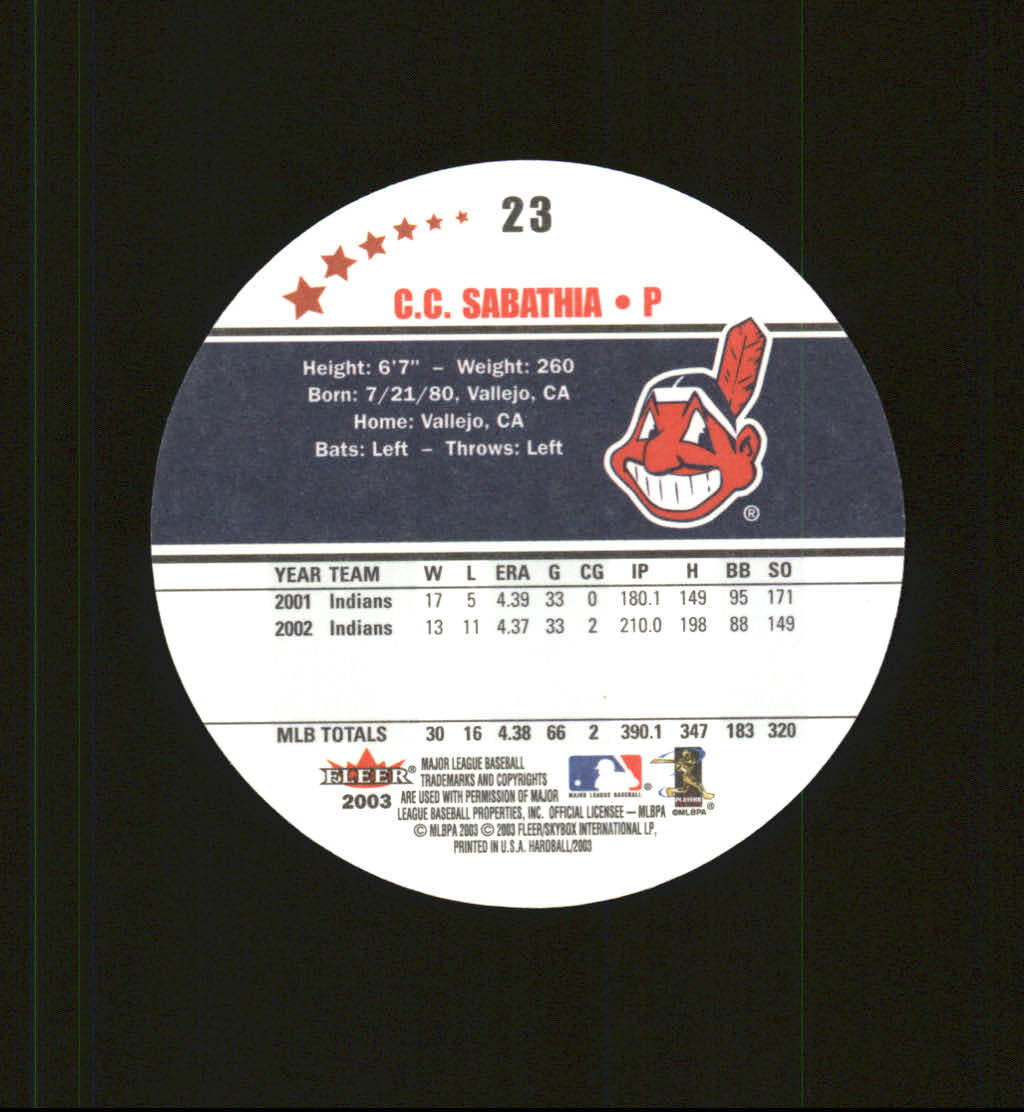 23
C.C. SABATHIA • P
Height: 6'7" – Weight: 260
Born: 7/21/80, Vallejo, CA
Home: Vallejo, CA
Bats: Left – Throws: Left
®
YEAR TEAM W L ERA G CG IP H BB SO
2001 Indians 17 5 4.39 33 0 180.1 149 95 171
2002 Indians 13 11 4.37 33 2 210.0 198 88 149
MLB TOTALS 30 16 4.38 66 2 390.1 347 183 320
FLEER®
2003
MAJOR LEAGUE BASEBALL
TRADEMARKS AND COPYRIGHTS
ARE USED WITH PERMISSION OF MAJOR
LEAGUE BASEBALL PROPERTIES, INC. OFFICIAL LICENSEE — MLBPA
© MLBPA 2003 © 2003 FLEER/SKYBOX INTERNATIONAL LP,
PRINTED IN U.S.A. HARDBALL/2003
MAJOR LEAGUE BASEBALL ®
PLAYERS ®
©MLBPA